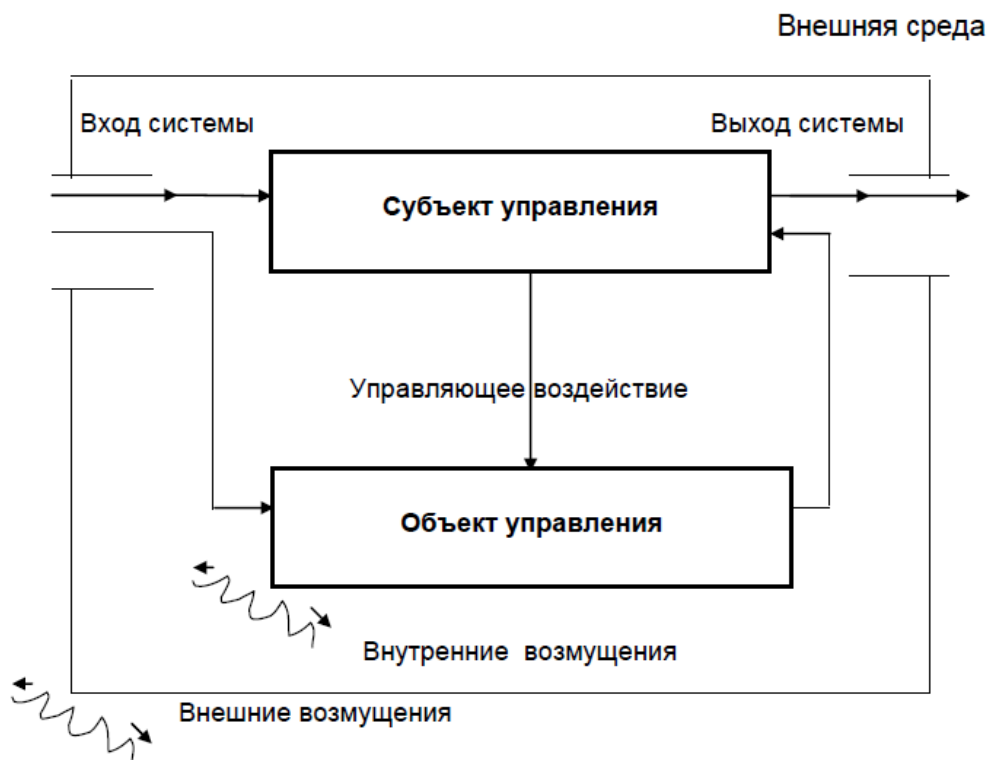 Внешняя среда
Вход системы
Выход системы
Субъект управления
Управляющее воздействие
Объект управления
Внутренние возмущения
Внешние возмущения